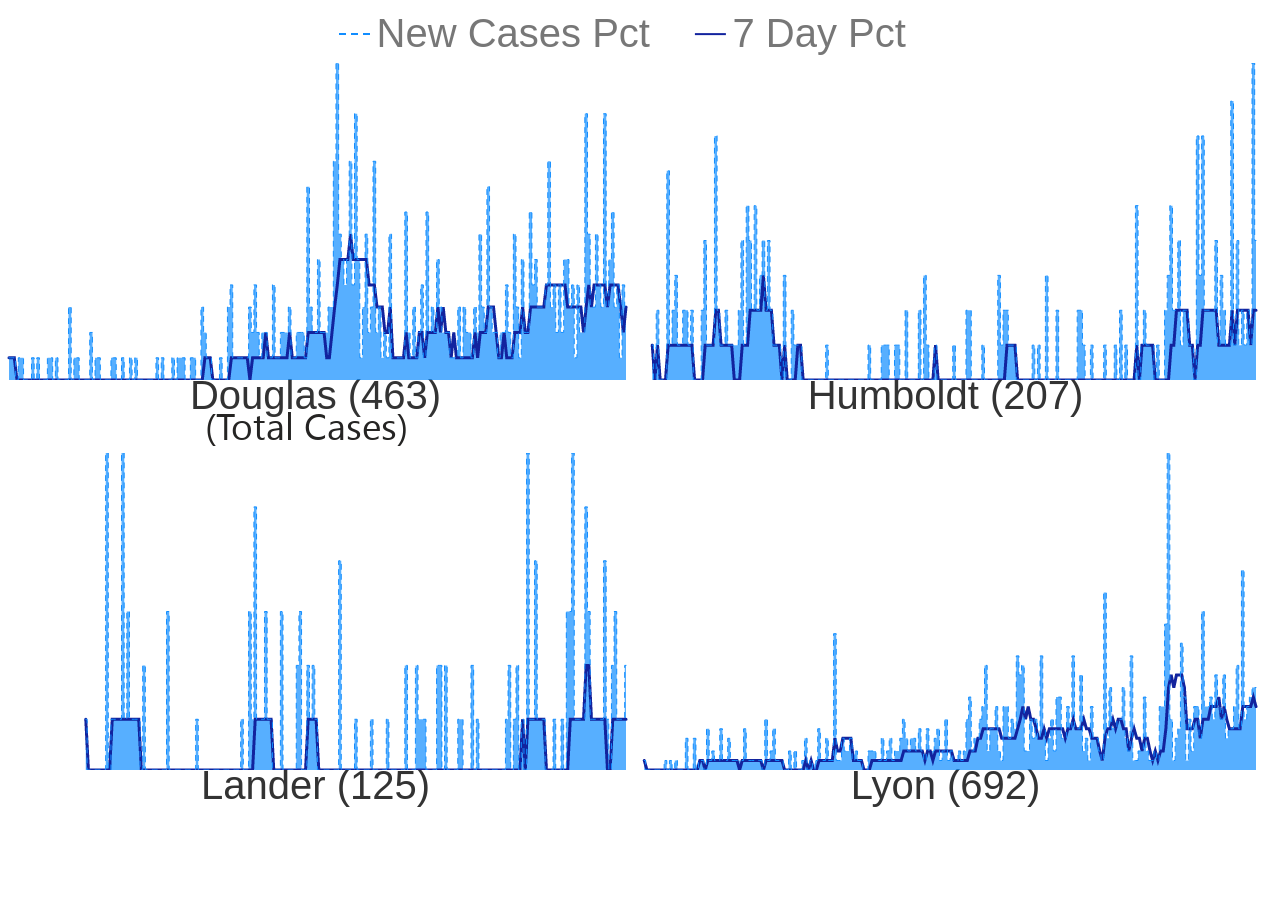 New Cases Pct 7 Day Pct
Douglas (463) Humboldt (207)
(Total Cases)
Lander (125) Lyon (692)